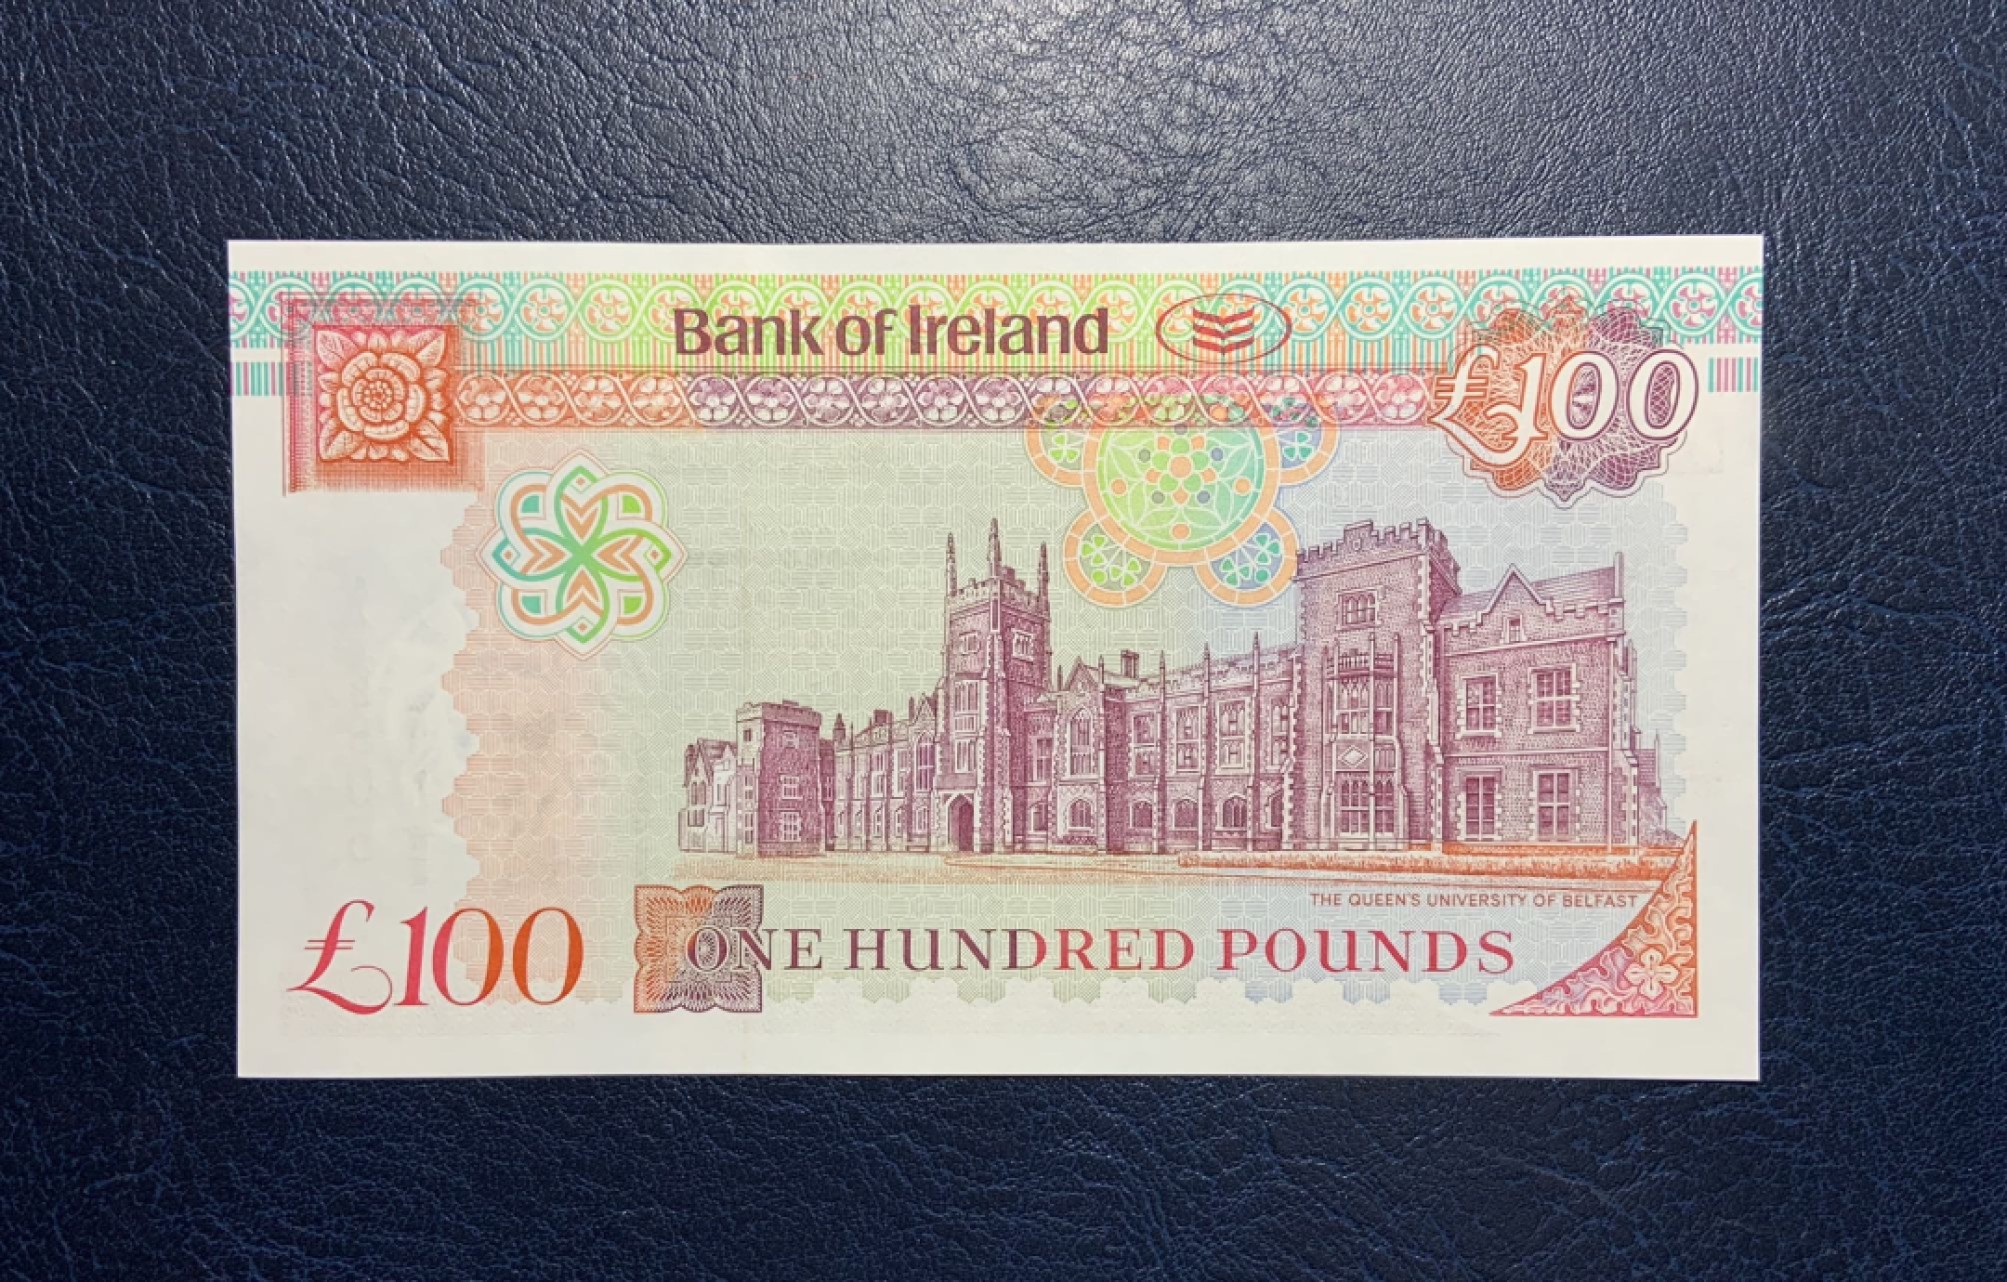 Bank of Ireland
£100
THE QUEEN'S UNIVERSITY OF BELFAST
£100
ONE HUNDRED POUNDS